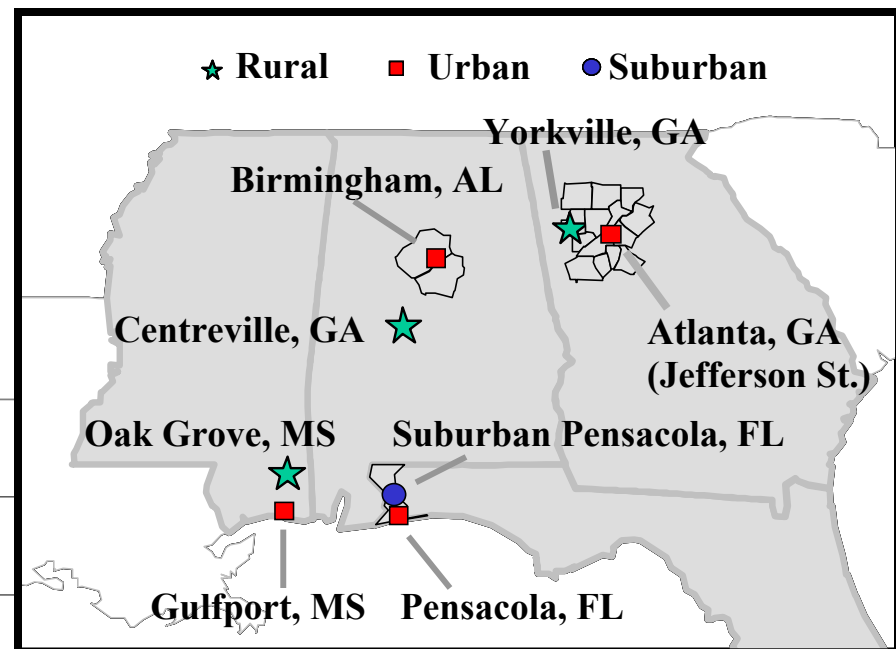 Rural Urban Suburban
Yorkville, GA
Birmingham, AL
Centreville, GA
Atlanta, GA
(Jefferson St.)
Oak Grove, MS
Suburban Pensacola, FL
Gulfport, MS
Pensacola, FL